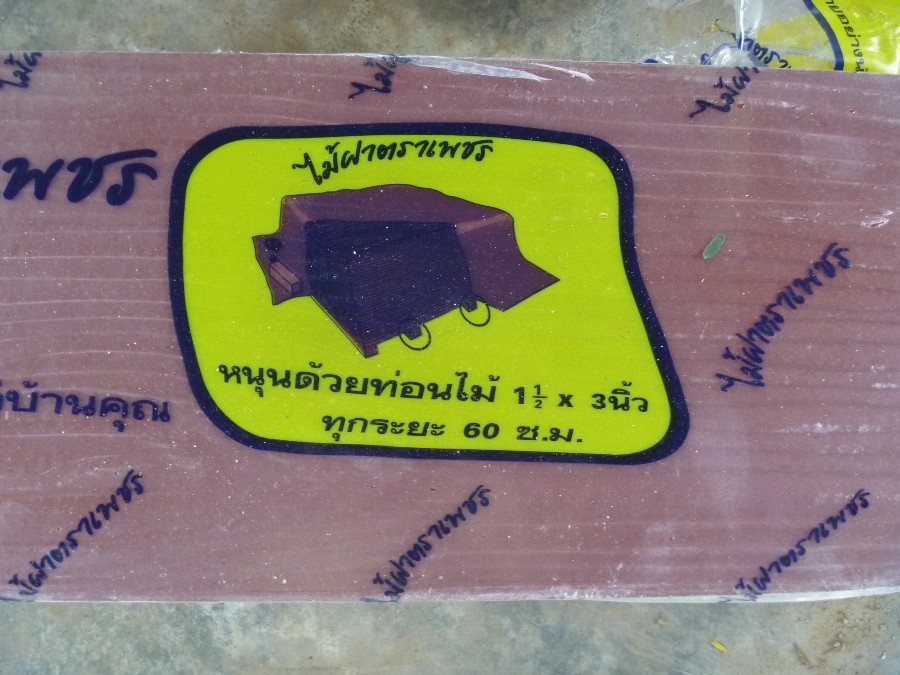 ไม้ฝาตราเพชร
เพชร
ไม้ฝาตราเพชร
หนุนด้วยท่อนไม้ 1½ x 3นิ้ว
ทุกระยะ 60 ซ.ม.
บ้านคุณ
ไม้ฝาตราเพชร
ไม้ฝาตราเพชร
ไม้ฝาตราเพชร
ไม้ฝาตราเพชร